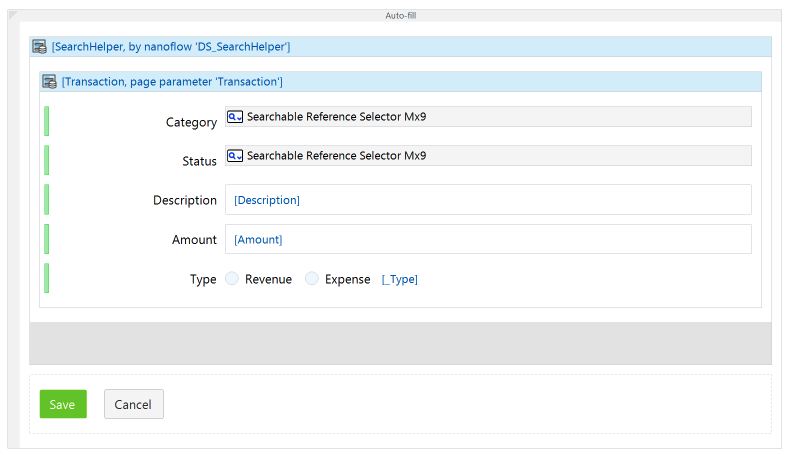 Auto-fill
[SearchHelper, by nanoflow 'DS_SearchHelper']
[Transaction, page parameter 'Transaction']
Category Searchable Reference Selector Mx9
Status Searchable Reference Selector Mx9
Description [Description]
Amount [Amount]
Type Revenue Expense [_Type]
Save Cancel